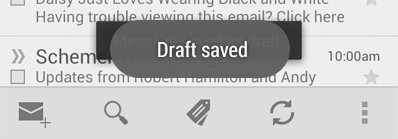 Daisy Just Loves Wearing Black and White
Having trouble viewing this email? Click here
Draft saved
Scheme
10:00am
Updates from Robert Hamilton and Andy